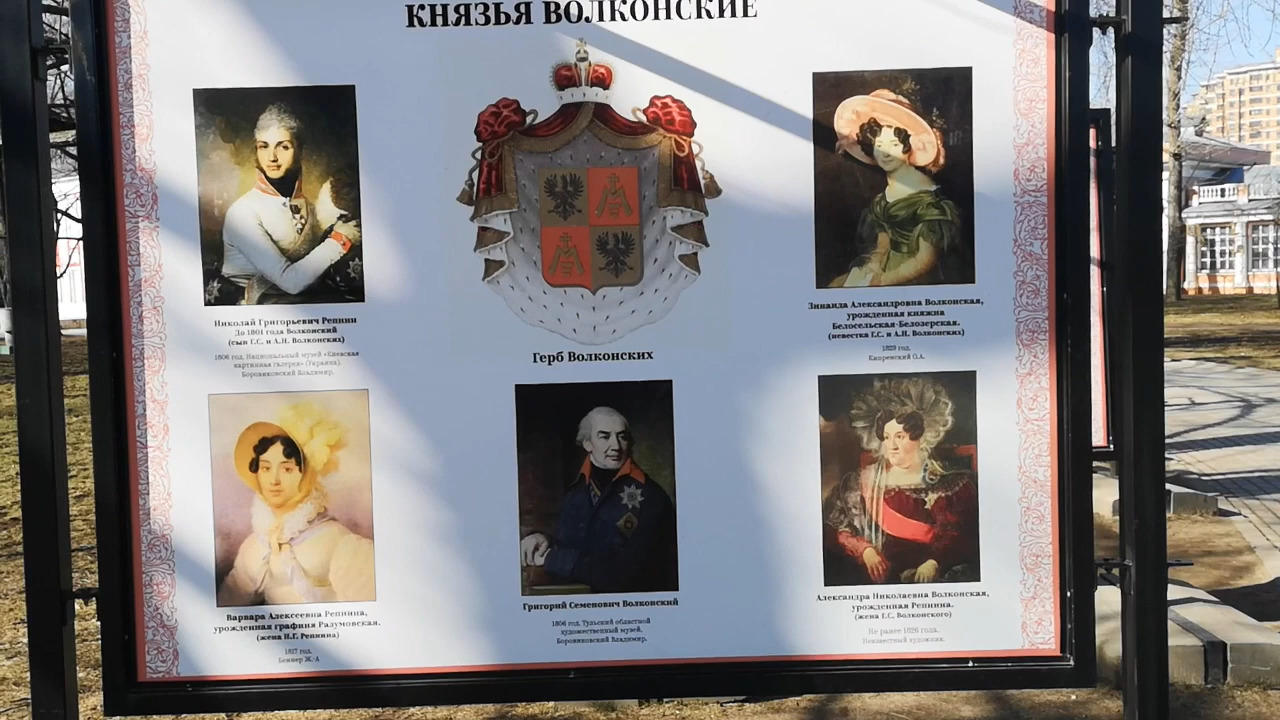 КНЯЗЬЯ ВОЛКОНСКИЕ
Николай Григорьевич Репнин
До 1801 года Волконский
(сын Г.С. и А.Н. Волконских)
1806 год, Национальный музей «Киевская
картинная галерея» (Украина).
Боровиковский Владимир.
Герб Волконских
Зинаида Александровна Волконская,
урожденная княжна
Белосельская-Белозерская.
(невестка Г.С. и А.Н. Волконских)
1829 год.
Кипренский О.А.
Варвара Алексеевна Репнина,
урожденная графиня Разумовская.
(жена Н.Г. Репнина)
1817 год.
Беннер Ж.-А
Григорий Семенович Волконский
1806 год, Тульский областной
художественный музей.
Боровиковский Владимир.
Александра Николаевна Волконская,
урожденная Репнина.
(жена Г.С. Волконского)
Не ранее 1826 года.
Неизвестный художник.